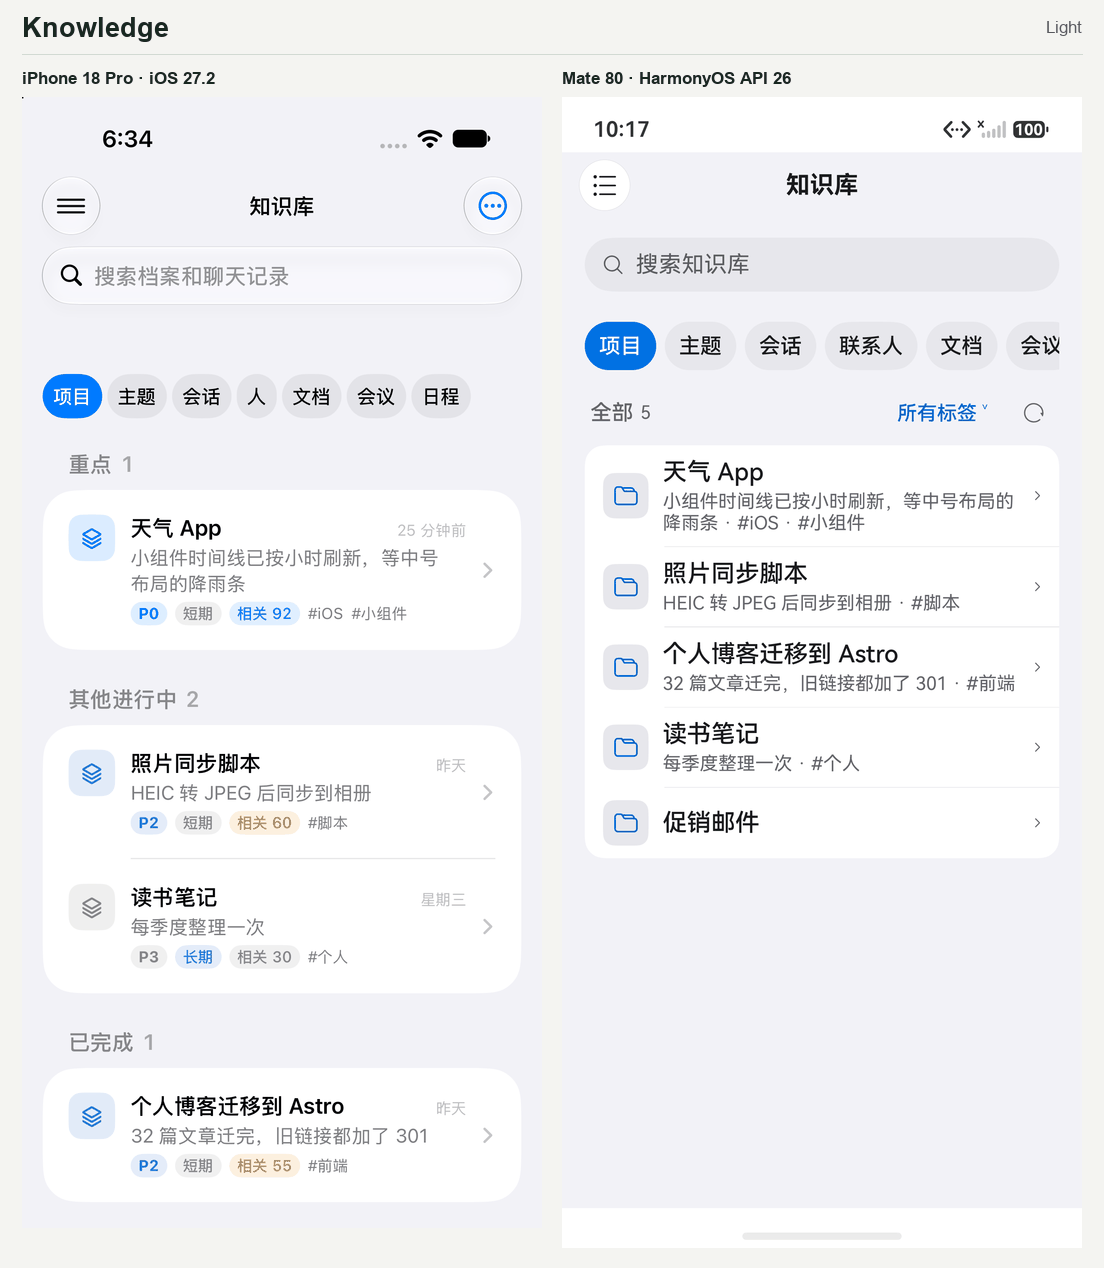 Knowledge
Light
iPhone 18 Pro · iOS 27.2
6:34
知识库
搜索档案和聊天记录
项目 主题 会话 人 文档 会议 日程
重点 1
天气 App
25 分钟前
小组件时间线已按小时刷新，等中号
布局的降雨条
P0 短期 相关 92 #iOS #小组件
其他进行中 2
照片同步脚本
昨天
HEIC 转 JPEG 后同步到相册
P2 短期 相关 60 #脚本
读书笔记
星期三
每季度整理一次
P3 长期 相关 30 #个人
已完成 1
个人博客迁移到 Astro
昨天
32 篇文章迁完，旧链接都加了 301
P2 短期 相关 55 #前端
Mate 80 · HarmonyOS API 26
10:17
100
知识库
搜索知识库
项目 主题 会话 联系人 文档 会议
全部 5
所有标签
天气 App
小组件时间线已按小时刷新，等中号布局的
降雨条 · #iOS · #小组件
照片同步脚本
HEIC 转 JPEG 后同步到相册 · #脚本
个人博客迁移到 Astro
32 篇文章迁完，旧链接都加了 301 · #前端
读书笔记
每季度整理一次 · #个人
促销邮件